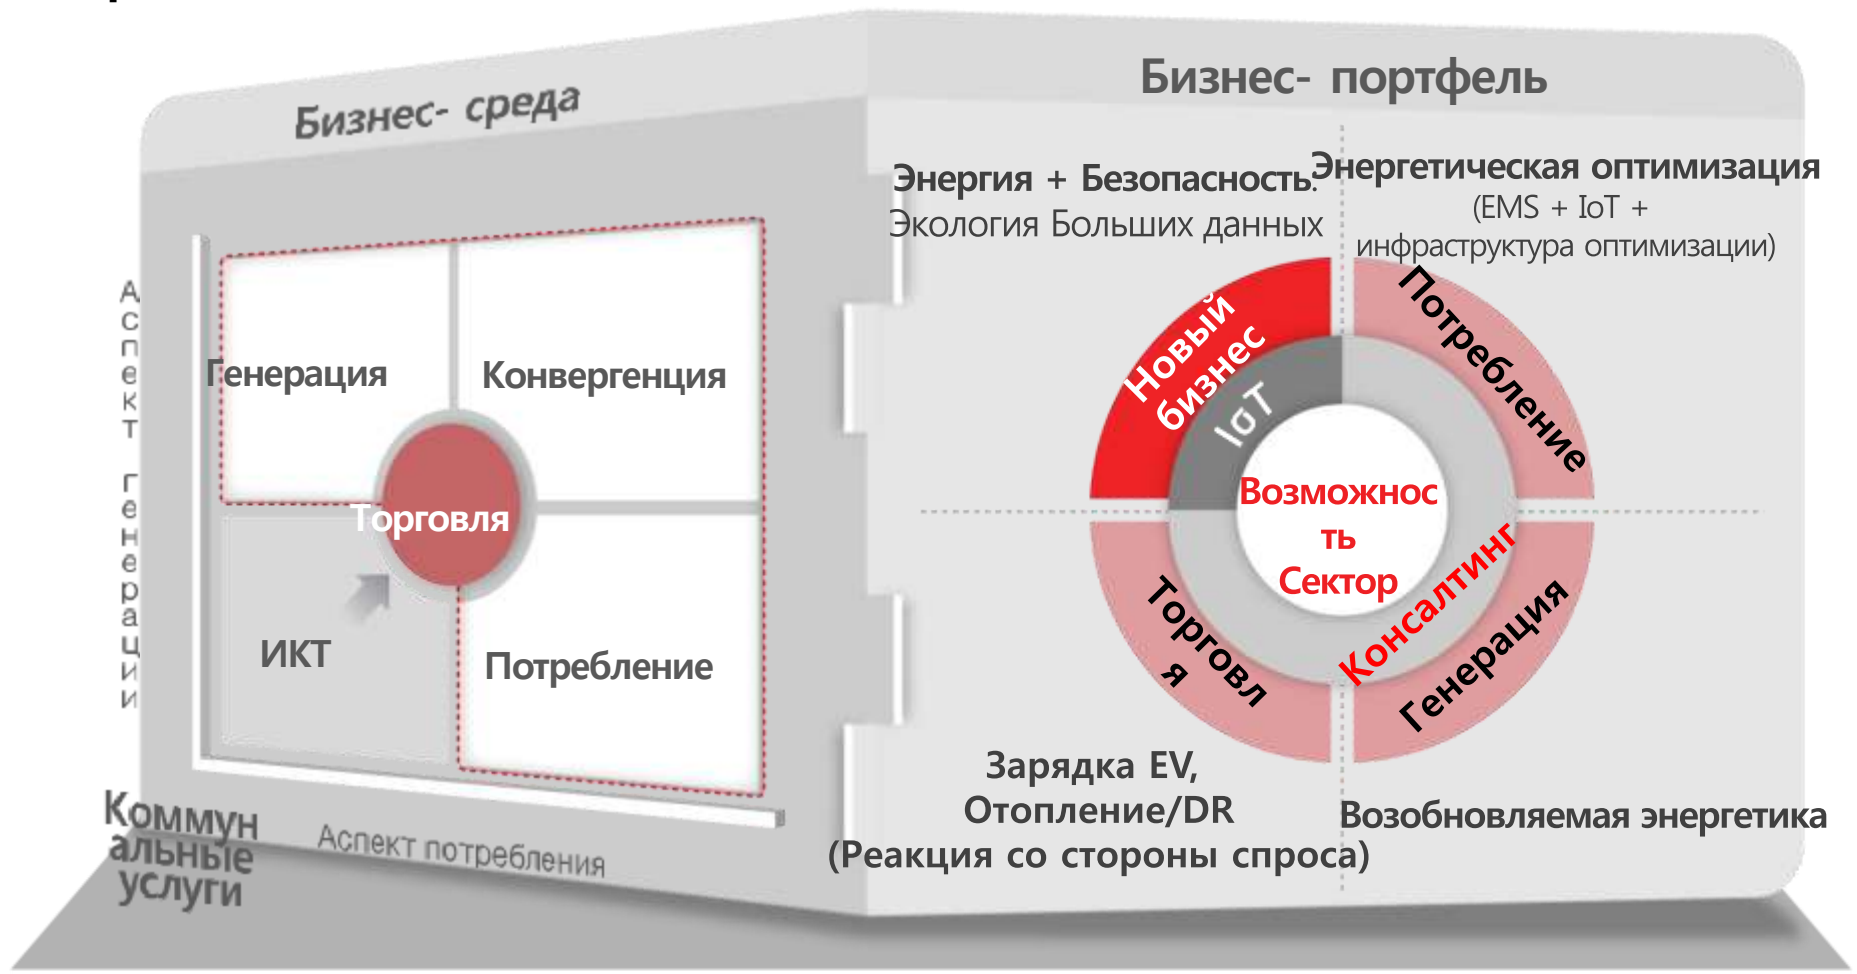 Бизнес- среда
Аспект генерации
Генерация
Конвергенция
Торговля
ИКТ
Потребление
Коммун
альные
услуги
Аспект потребления
Бизнес- портфель
Энергия + Безопасность.
Экология Больших данных
Энергетическая оптимизация
(EMS + IoT +
инфраструктура оптимизации)
Новый
бизнес
IoT
Потребление
Возможнос
ть
Сектор
Консалтинг
Торговл
я
Генерация
Зарядка EV,
Отопление/DR
(Реакция со стороны спроса)
Возобновляемая энергетика